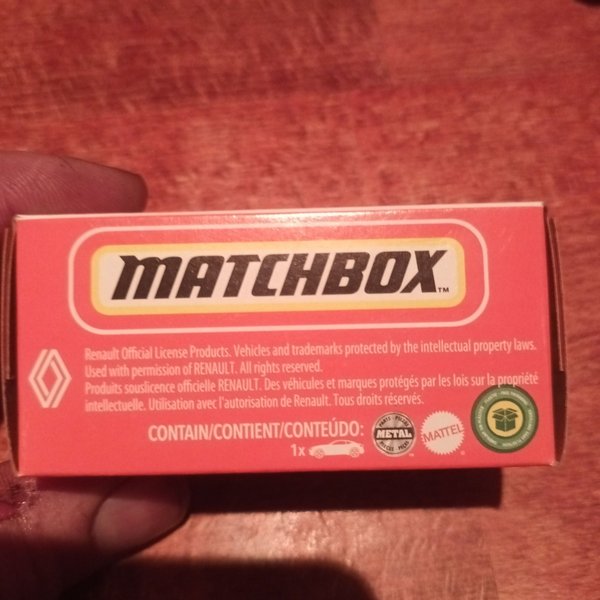 MATCHBOX™
Renault Official License Products. Vehicles and trademarks protected by the intellectual property laws.
Used with permission of RENAULT. All rights reserved.
Produits souslicence officielle RENAULT. Des véhicules et marques protégés par les lois sur la propriété
intellectuelle. Utilisation avec l'autorisation de Renault. Tous droits réservés.
CONTAIN/CONTIENT/CONTEÚDO:
1x
METAL
PARTS
MATTEL